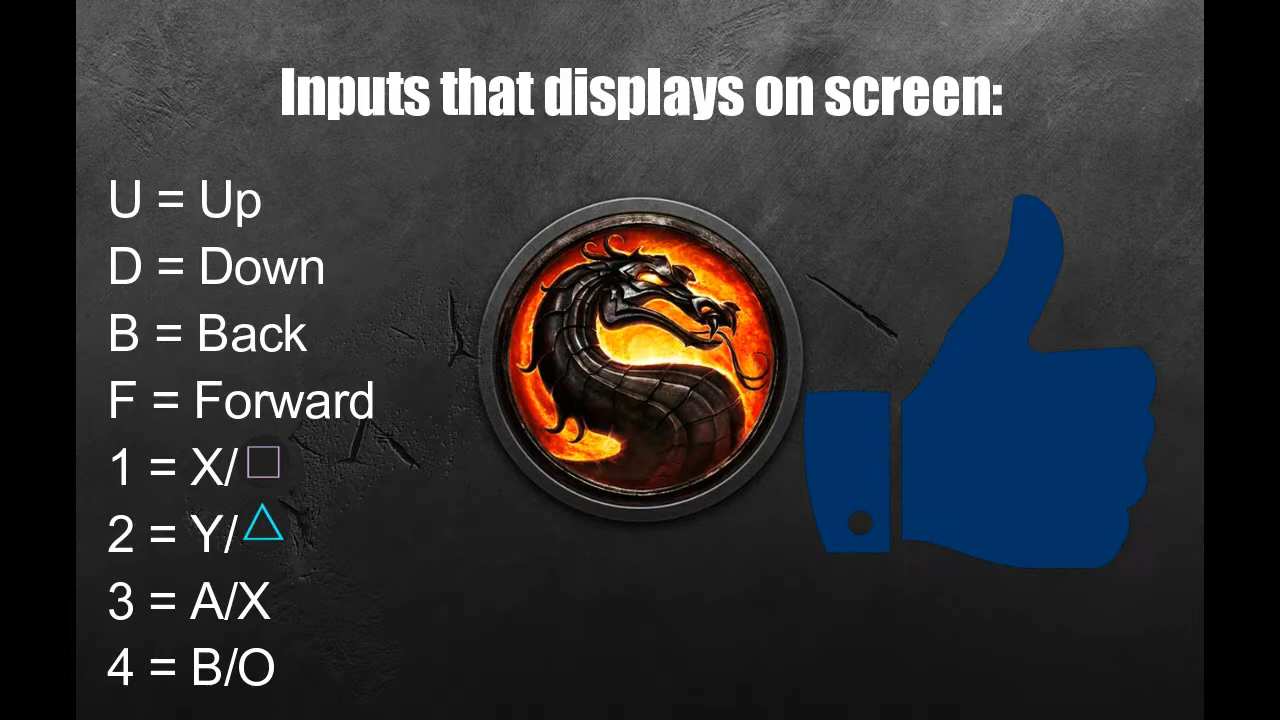 Inputs that displays on screen:
U = Up
D = Down
B = Back
F = Forward
1 = X/□
2 = Y/△
3 = A/X
4 = B/O